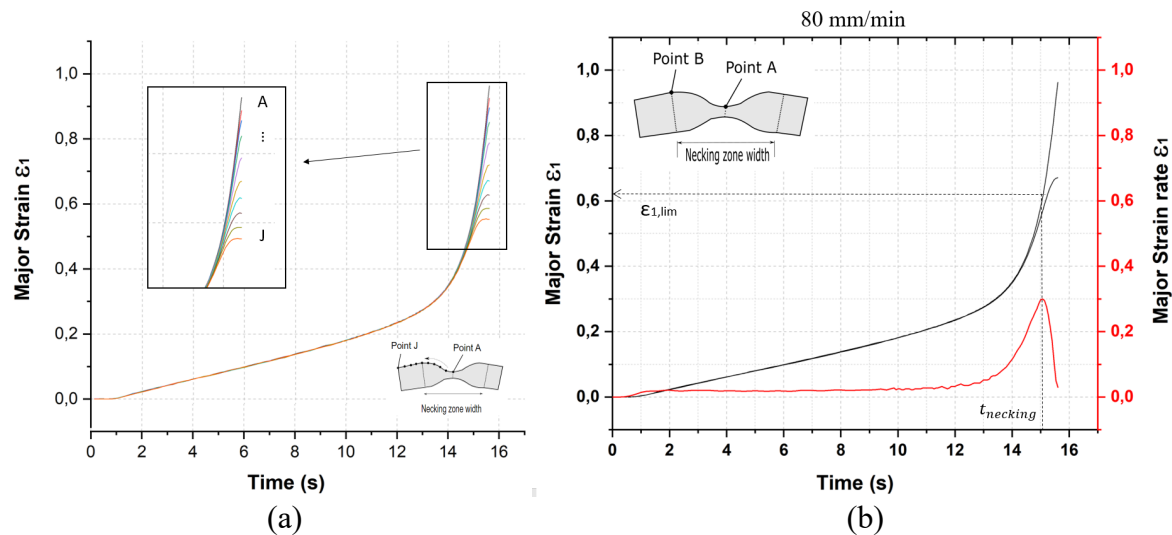 80 mm/min
1,0
0,8
0,6
0,4
0,2
0,0
Major Strain ε1
A
...
J
Point J
Point A
Necking zone width
0 2 4 6 8 10 12 14 16
Time (s)
(a)
1,0
0,8
0,6
0,4
0,2
0,0
Major Strain ε1
Point B
Point A
Necking zone width
ε1,lim
tnecking
1,0
0,8
0,6
0,4
0,2
0,0
Major Strain rate ε1
0 2 4 6 8 10 12 14 16
Time (s)
(b)